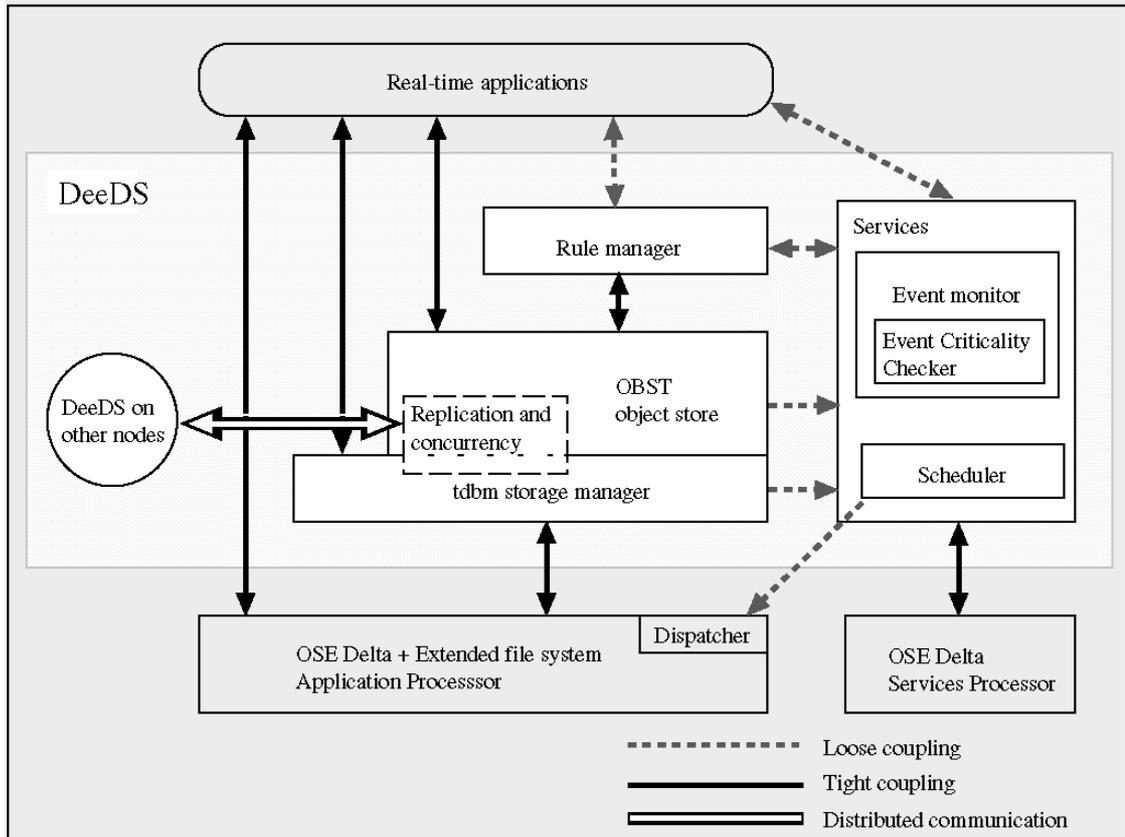 Real-time applications
DeeDS
Services
Rule manager
Event monitor
Event Criticality
Checker
OBST
object store
DeeDS on
other nodes
Replication and
concurrency
Scheduler
tdbm storage manager
Dispatcher
OSE Delta + Extended file system
Application Processsor
OSE Delta
Services Processor
Loose coupling
Tight coupling
Distributed communication